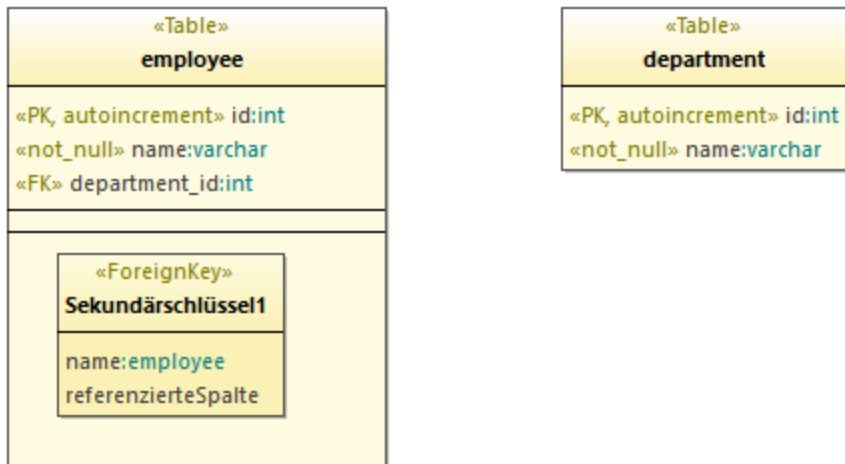 «Table»
employee
«PK, autoincrement» id:int
«not_null» name:varchar
«FK» department_id:int
«ForeignKey»
Sekundärschlüssel1
name:employee
referenzierteSpalte
«Table»
department
«PK, autoincrement» id:int
«not_null» name:varchar